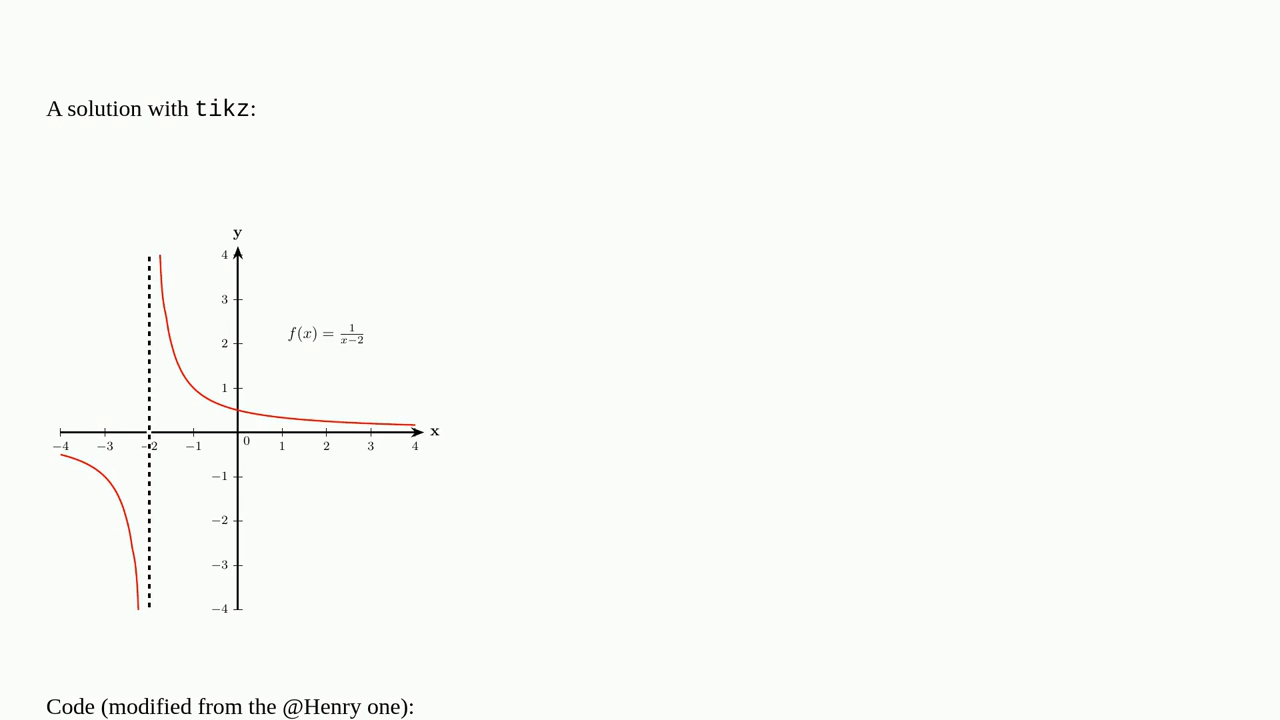 A solution with tikz:
y
4
3
f(x) = 1/(x−2)
2
1
x
−4 −3 −2 −1 0 1 2 3 4
−1
−2
−3
−4
Code (modified from the @Henry one):